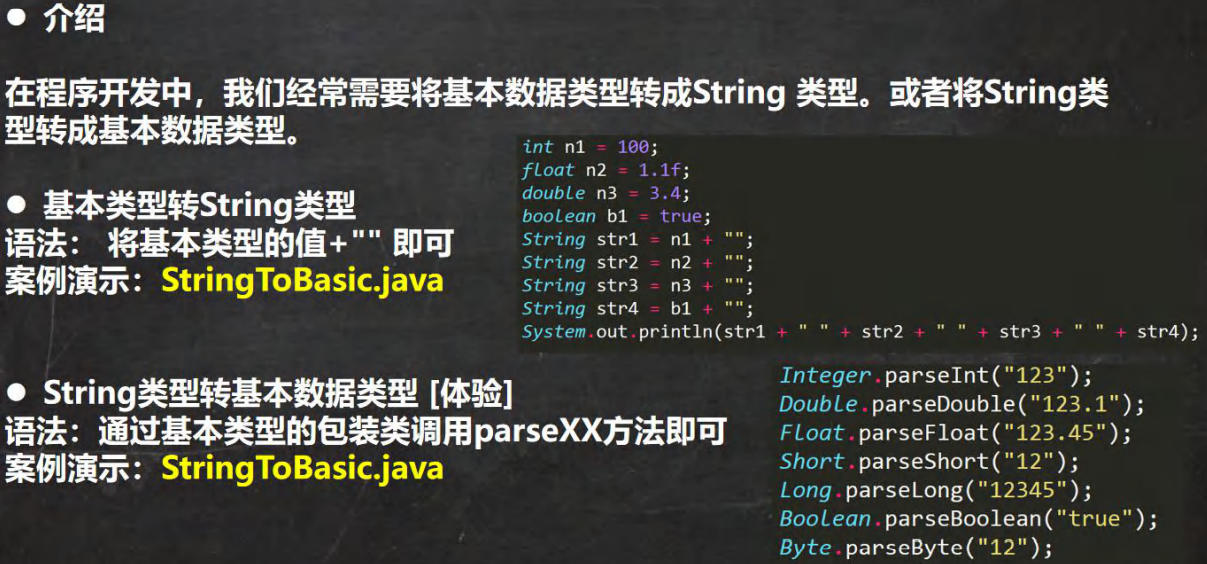 ● 介绍
在程序开发中，我们经常需要将基本数据类型转成String 类型。或者将String类
型转成基本数据类型。
● 基本类型转String类型
语法： 将基本类型的值+"" 即可
案例演示：StringToBasic.java
int n1 = 100;
float n2 = 1.1f;
double n3 = 3.4;
boolean b1 = true;
String str1 = n1 + "";
String str2 = n2 + "";
String str3 = n3 + "";
String str4 = b1 + "";
System.out.println(str1 + " " + str2 + " " + str3 + " " + str4);
● String类型转基本数据类型 [体验]
语法：通过基本类型的包装类调用parseXX方法即可
案例演示：StringToBasic.java
Integer.parseInt("123");
Double.parseDouble("123.1");
Float.parseFloat("123.45");
Short.parseShort("12");
Long.parseLong("12345");
Boolean.parseBoolean("true");
Byte.parseByte("12");